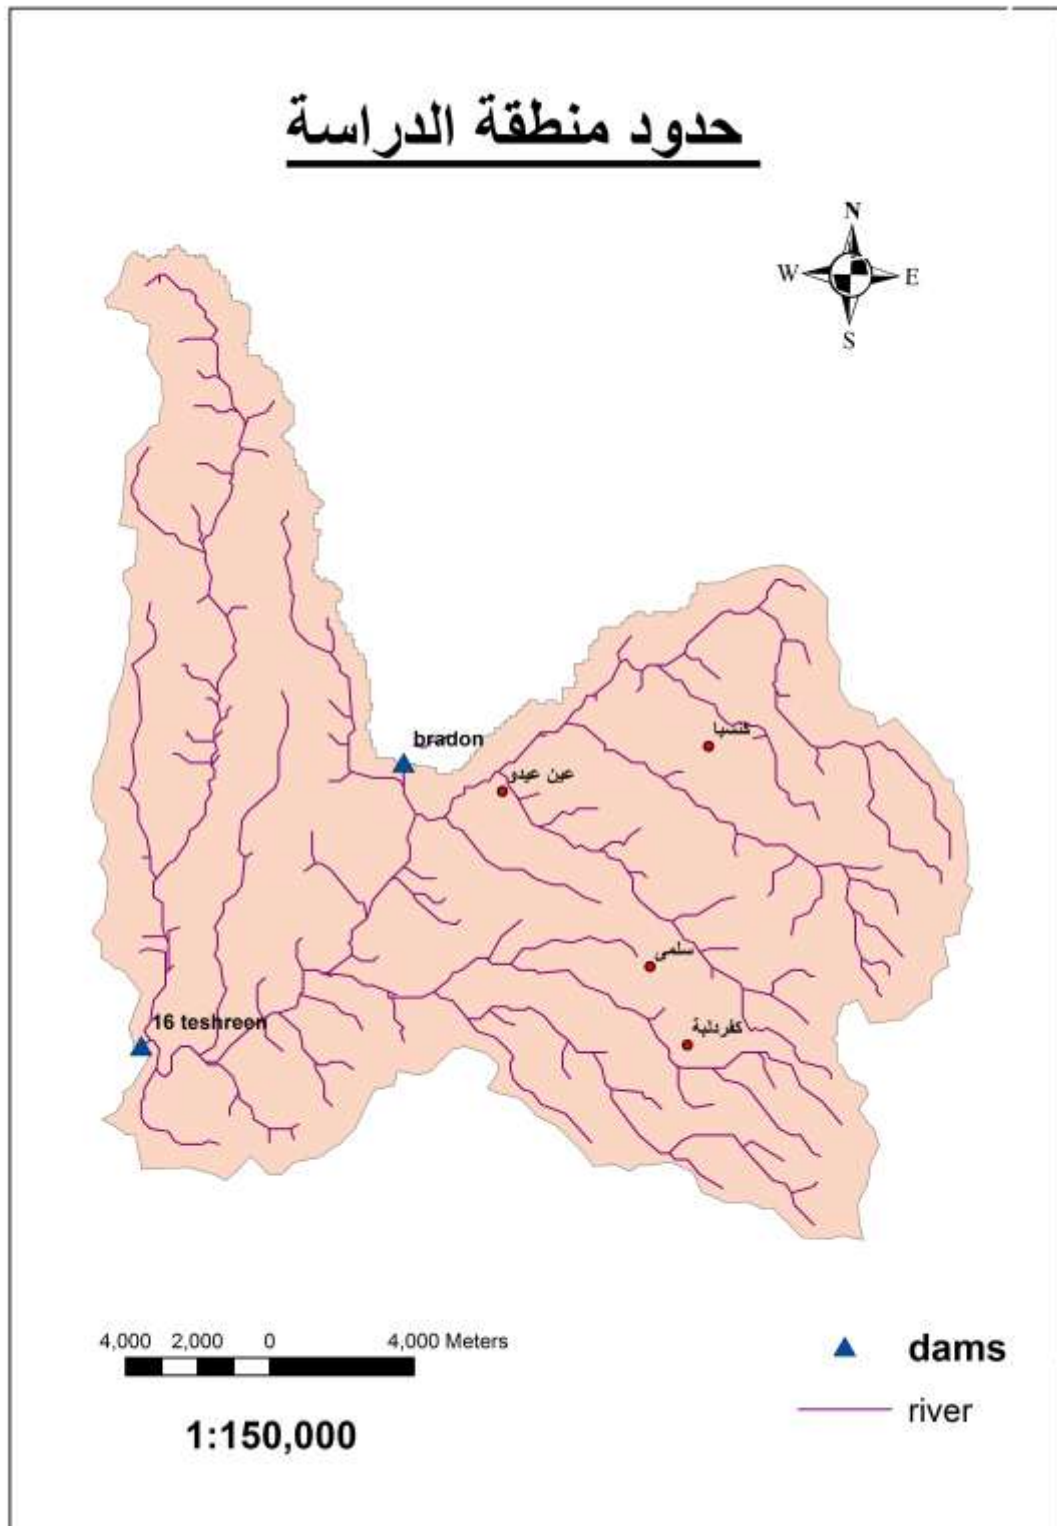 حدود منطقة الدراسة
N
W E
S
bradon
كنسبا
عين عيدو
سلمى
16 teshreen
كفردلبة
4,000 2,000 0 4,000 Meters
1:150,000
dams
river